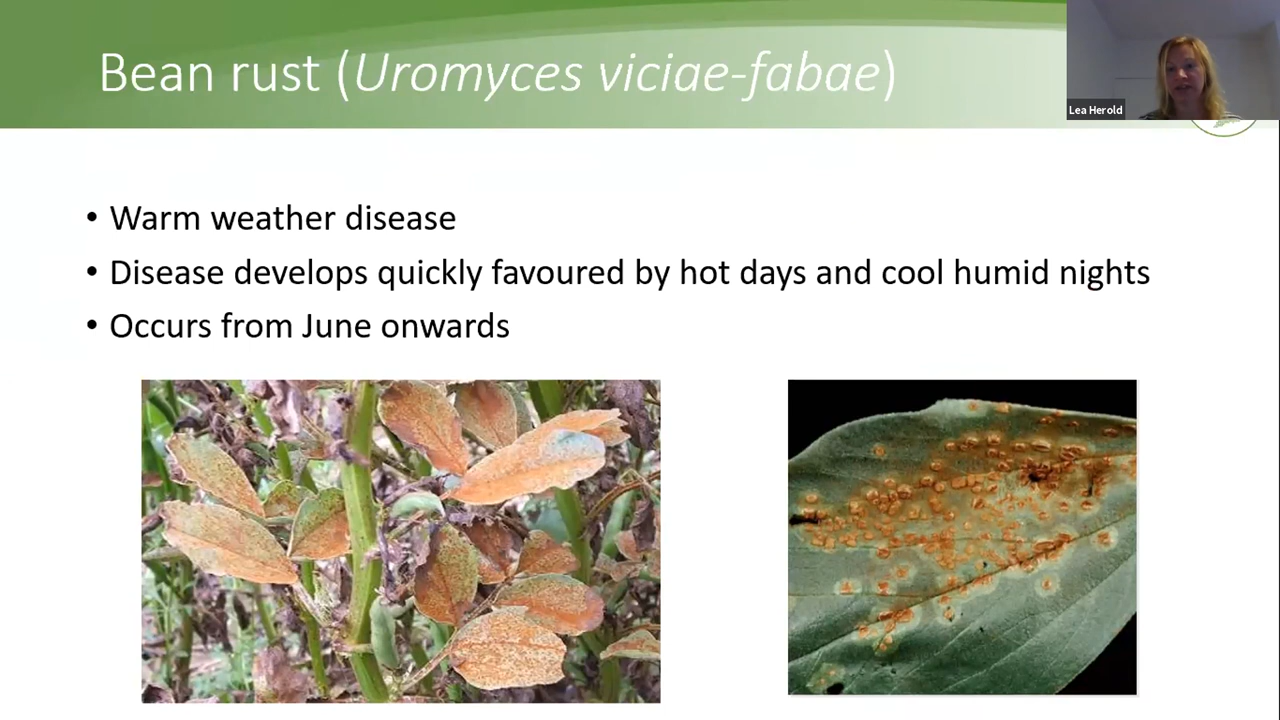 Bean rust (Uromyces viciae-fabae)
Lea Herold
• Warm weather disease
• Disease develops quickly favoured by hot days and cool humid nights
• Occurs from June onwards